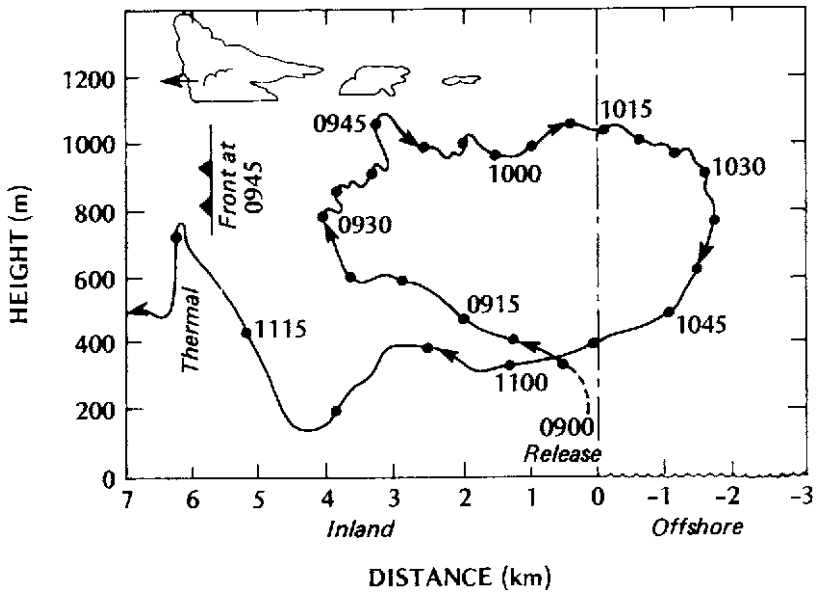 1200
1000
800
600
400
200
0
HEIGHT (m)
0945
1015
1000
1030
Front at
0945
0930
0915
1045
Thermal
1115
1100
0900
Release
7 6 5 4 3 2 1 0 -1 -2 -3
Inland
Offshore
DISTANCE (km)